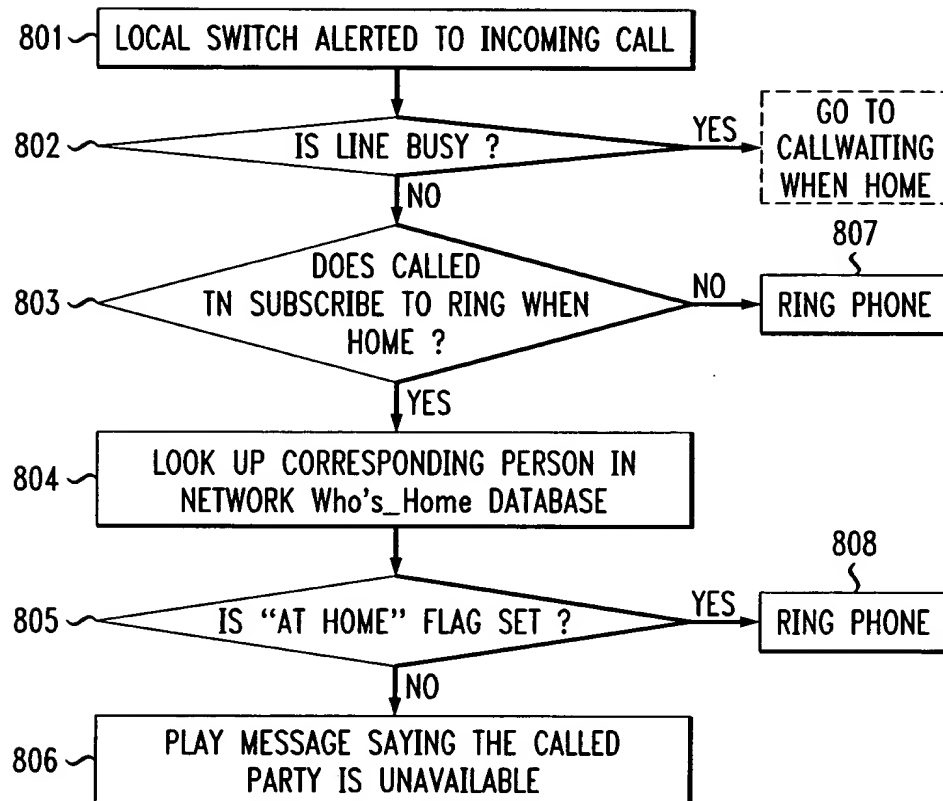 801
LOCAL SWITCH ALERTED TO INCOMING CALL
802
IS LINE BUSY ?
YES
GO TO
CALLWAITING
WHEN HOME
NO
803
DOES CALLED
TN SUBSCRIBE TO RING WHEN
HOME ?
NO
807
RING PHONE
YES
804
LOOK UP CORRESPONDING PERSON IN
NETWORK Who's_Home DATABASE
805
IS “AT HOME” FLAG SET ?
YES
808
RING PHONE
NO
806
PLAY MESSAGE SAYING THE CALLED
PARTY IS UNAVAILABLE